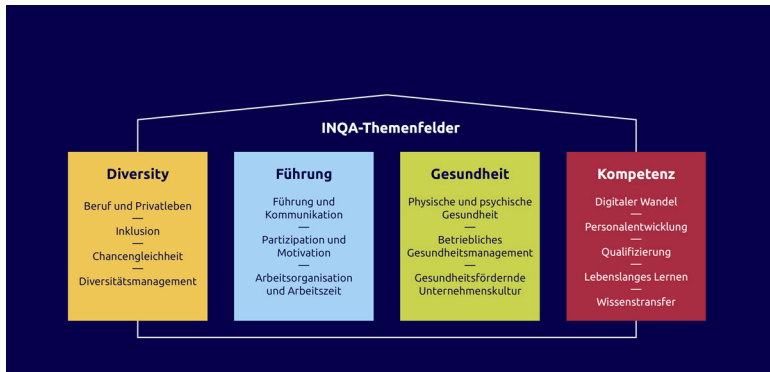 INQA-Themenfelder
Diversity
Beruf und Privatleben
—
Inklusion
—
Chancengleichheit
—
Diversitätsmanagement
Führung
Führung und
Kommunikation
—
Partizipation und
Motivation
—
Arbeitsorganisation
und Arbeitszeit
Gesundheit
Physische und psychische
Gesundheit
—
Betriebliches
Gesundheitsmanagement
—
Gesundheitsfördernde
Unternehmenskultur
Kompetenz
Digitaler Wandel
—
Personalentwicklung
—
Qualifizierung
—
Lebenslanges Lernen
—
Wissenstransfer